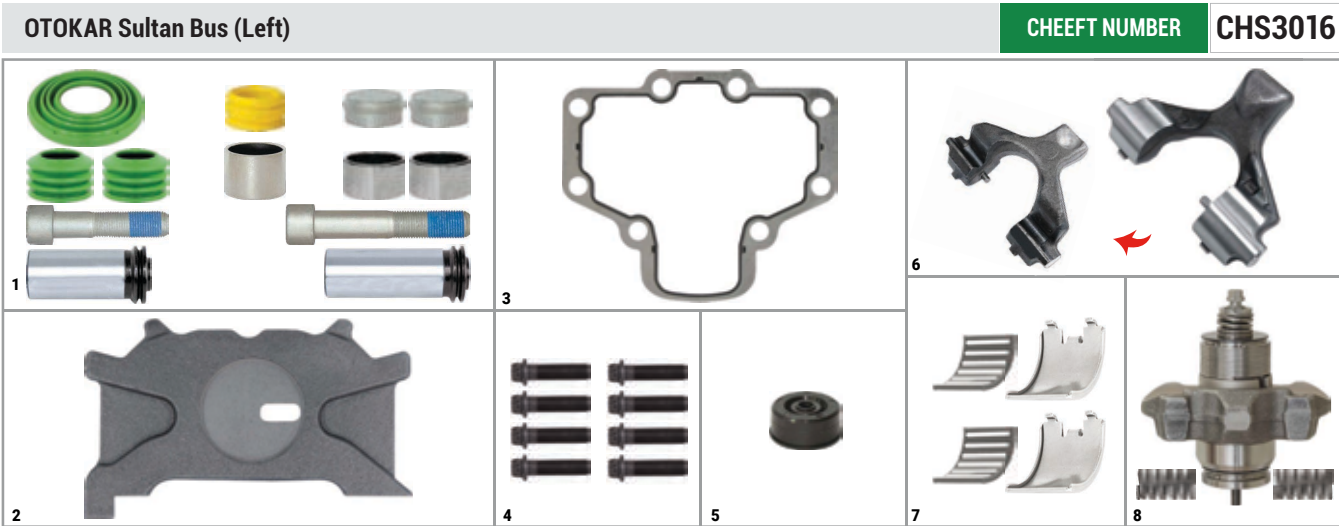 OTOKAR Sultan Bus (Left)
CHEEFT NUMBER
CHS3016
1
3
6
2
4
5
7
8